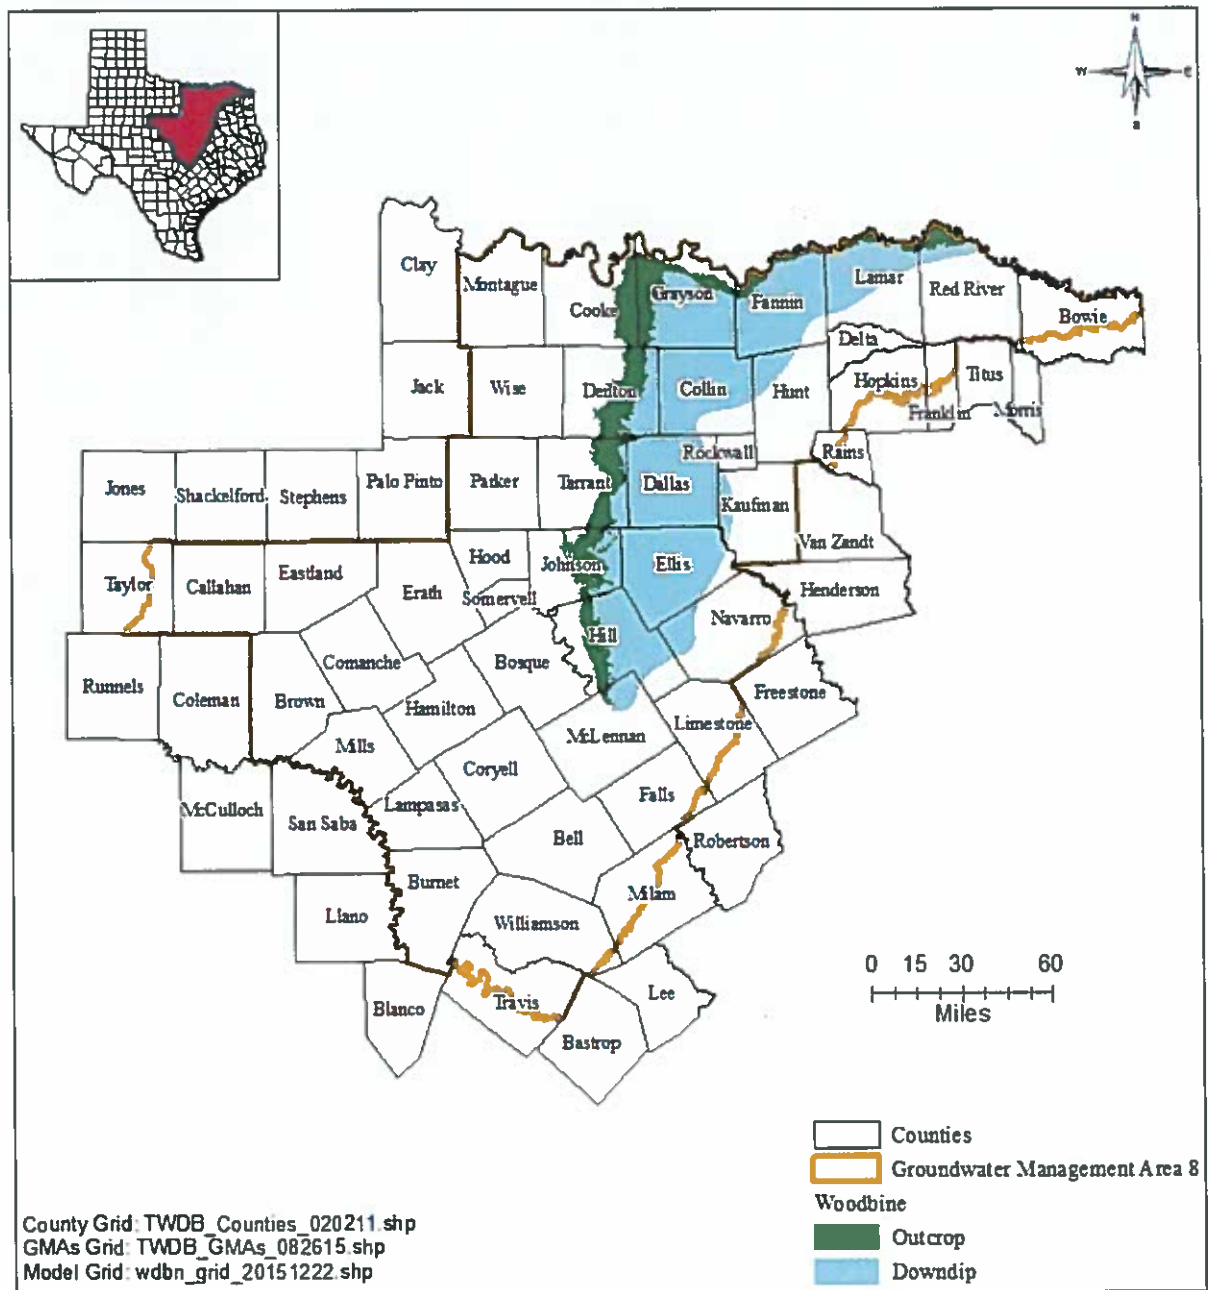 N
W E
S
Clay
Montague
Cooke
Grayson
Fannin
Lamar
Red River
Bowie
Delta
Jack
Wise
Denton
Collin
Hunt
Hopkins
Titus
Franklin
Morris
Rains
Rockwall
Jones
Shackelford
Stephens
Palo Pinto
Parker
Tarrant
Dallas
Kaufman
Van Zandt
Taylor
Callahan
Eastland
Erath
Hood
Somervell
Johnson
Ellis
Henderson
Navarro
Hill
Bosque
Comanche
Runnels
Coleman
Brown
Hamilton
Freestone
Limestone
McLennan
Mills
Coryell
Falls
McCulloch
San Saba
Lampasas
Bell
Robertson
Burnet
Milam
Llano
Williamson
Blanco
Travis
Lee
Bastrop
0 15 30 60
Miles
Counties
Groundwater Management Area 8
Woodbine
Outcrop
Downdip
County Grid: TWDB_Counties_020211.shp
GMAs Grid: TWDB_GMAs_082615.shp
Model Grid: wdbn_grid_20151222.shp